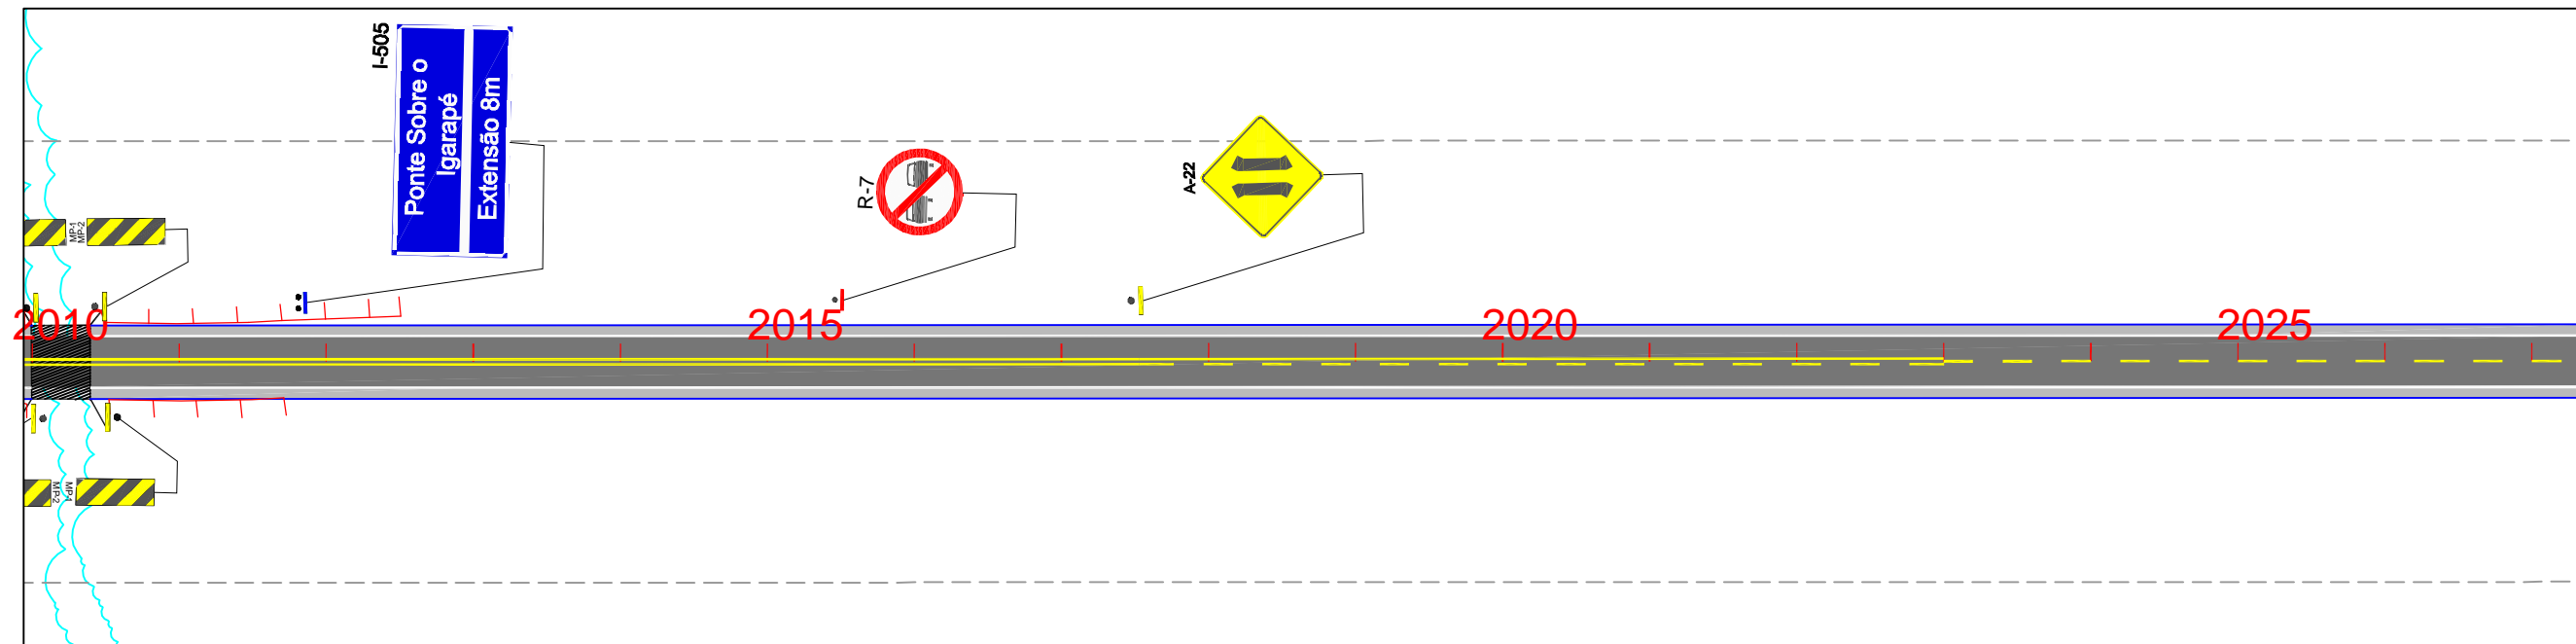 I-505
Ponte Sobre o
Igarapé
Extensão 8m
R-7
A-22
MP-1
MP-2
2010
2015
2020
2025
MP-1
MP-2